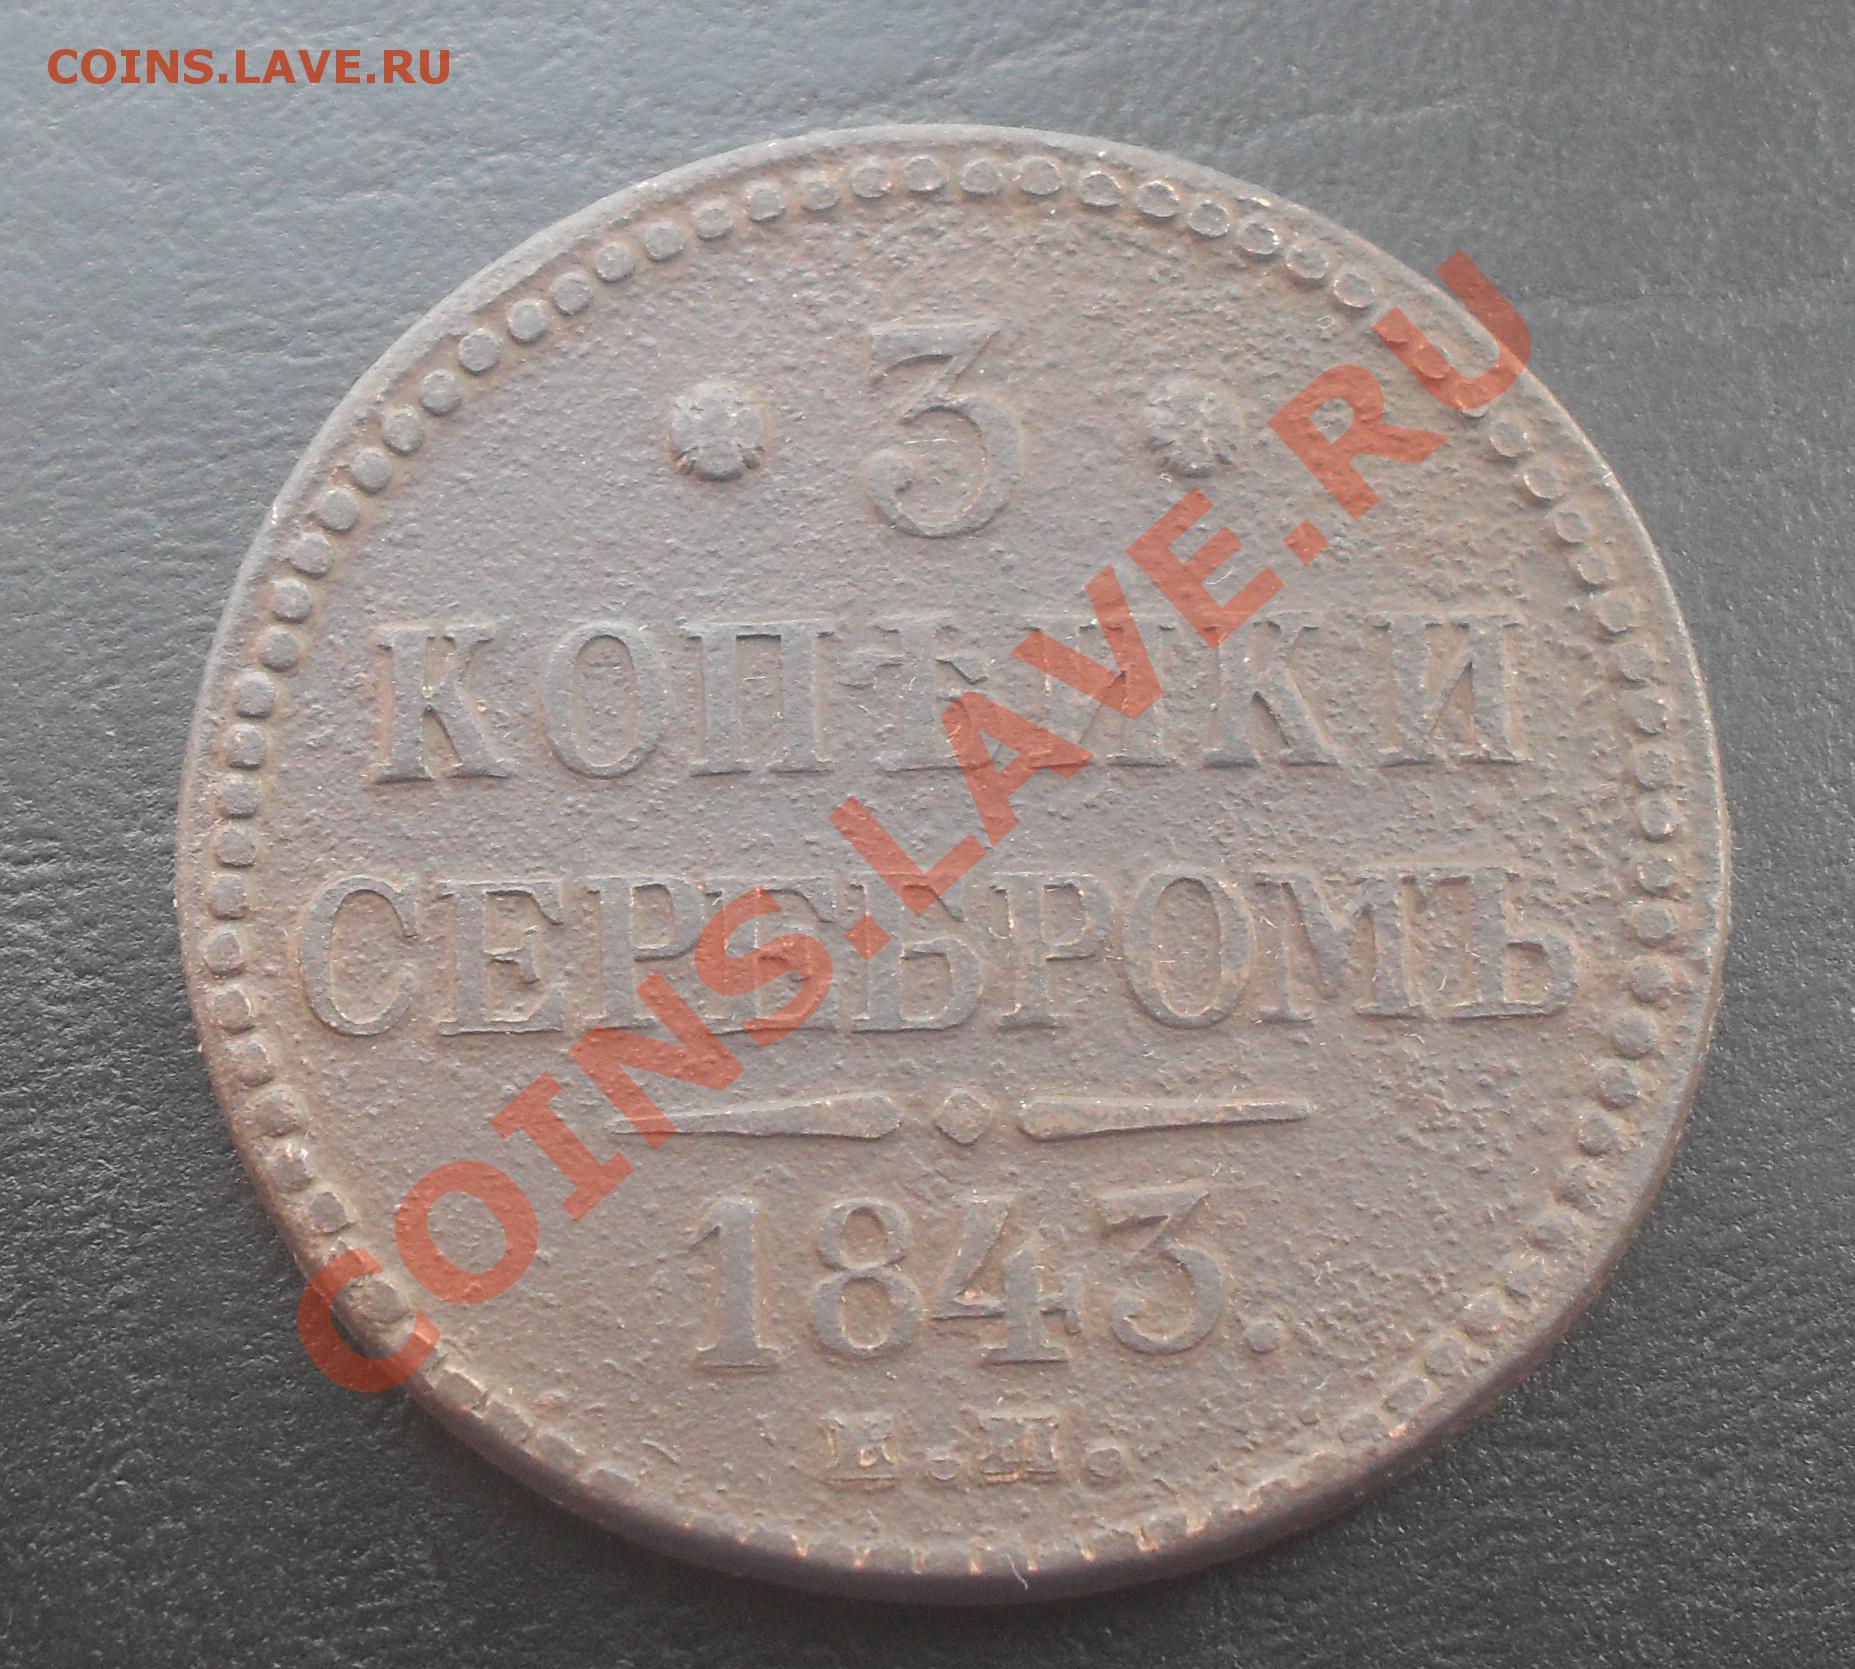 COINS.LAVE.RU
3
КОПѢЙКИ
СЕРЕБРОМЪ
1843.
Е.М.
COINS.LAVE.RU